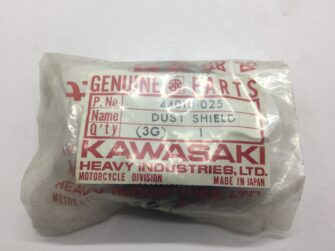 GENUINE PARTS
P. No. 44010-025
Name DUST SHIELD
Q'ty (3G) 1
KAWASAKI
HEAVY INDUSTRIES, LTD.
MOTORCYCLE DIVISION MADE IN JAPAN